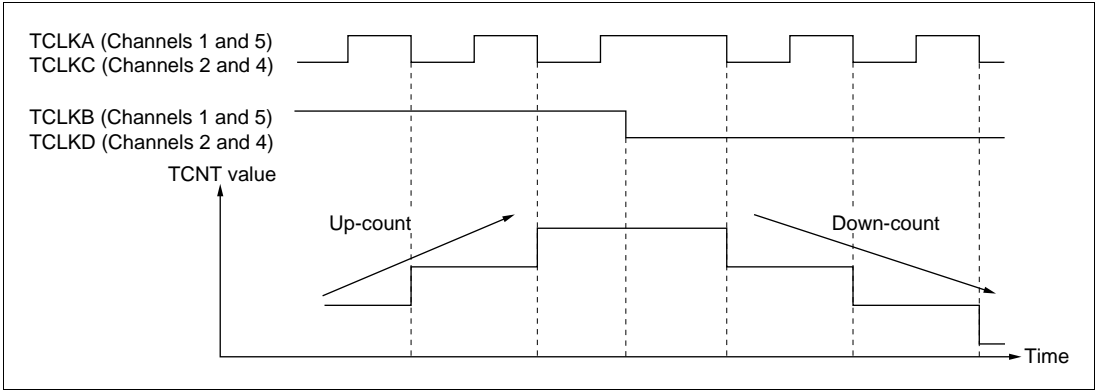 TCLKA (Channels 1 and 5)
TCLKC (Channels 2 and 4)
TCLKB (Channels 1 and 5)
TCLKD (Channels 2 and 4)
TCNT value
Up-count
Down-count
Time